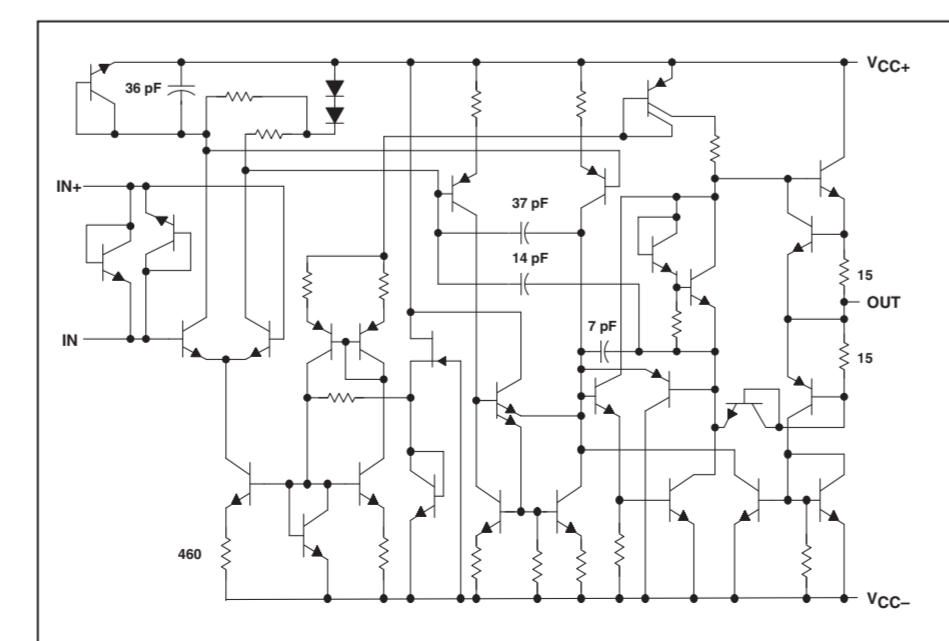 VCC+
36 pF
IN+
37 pF
14 pF
15
OUT
IN
7 pF
15
460
VCC−